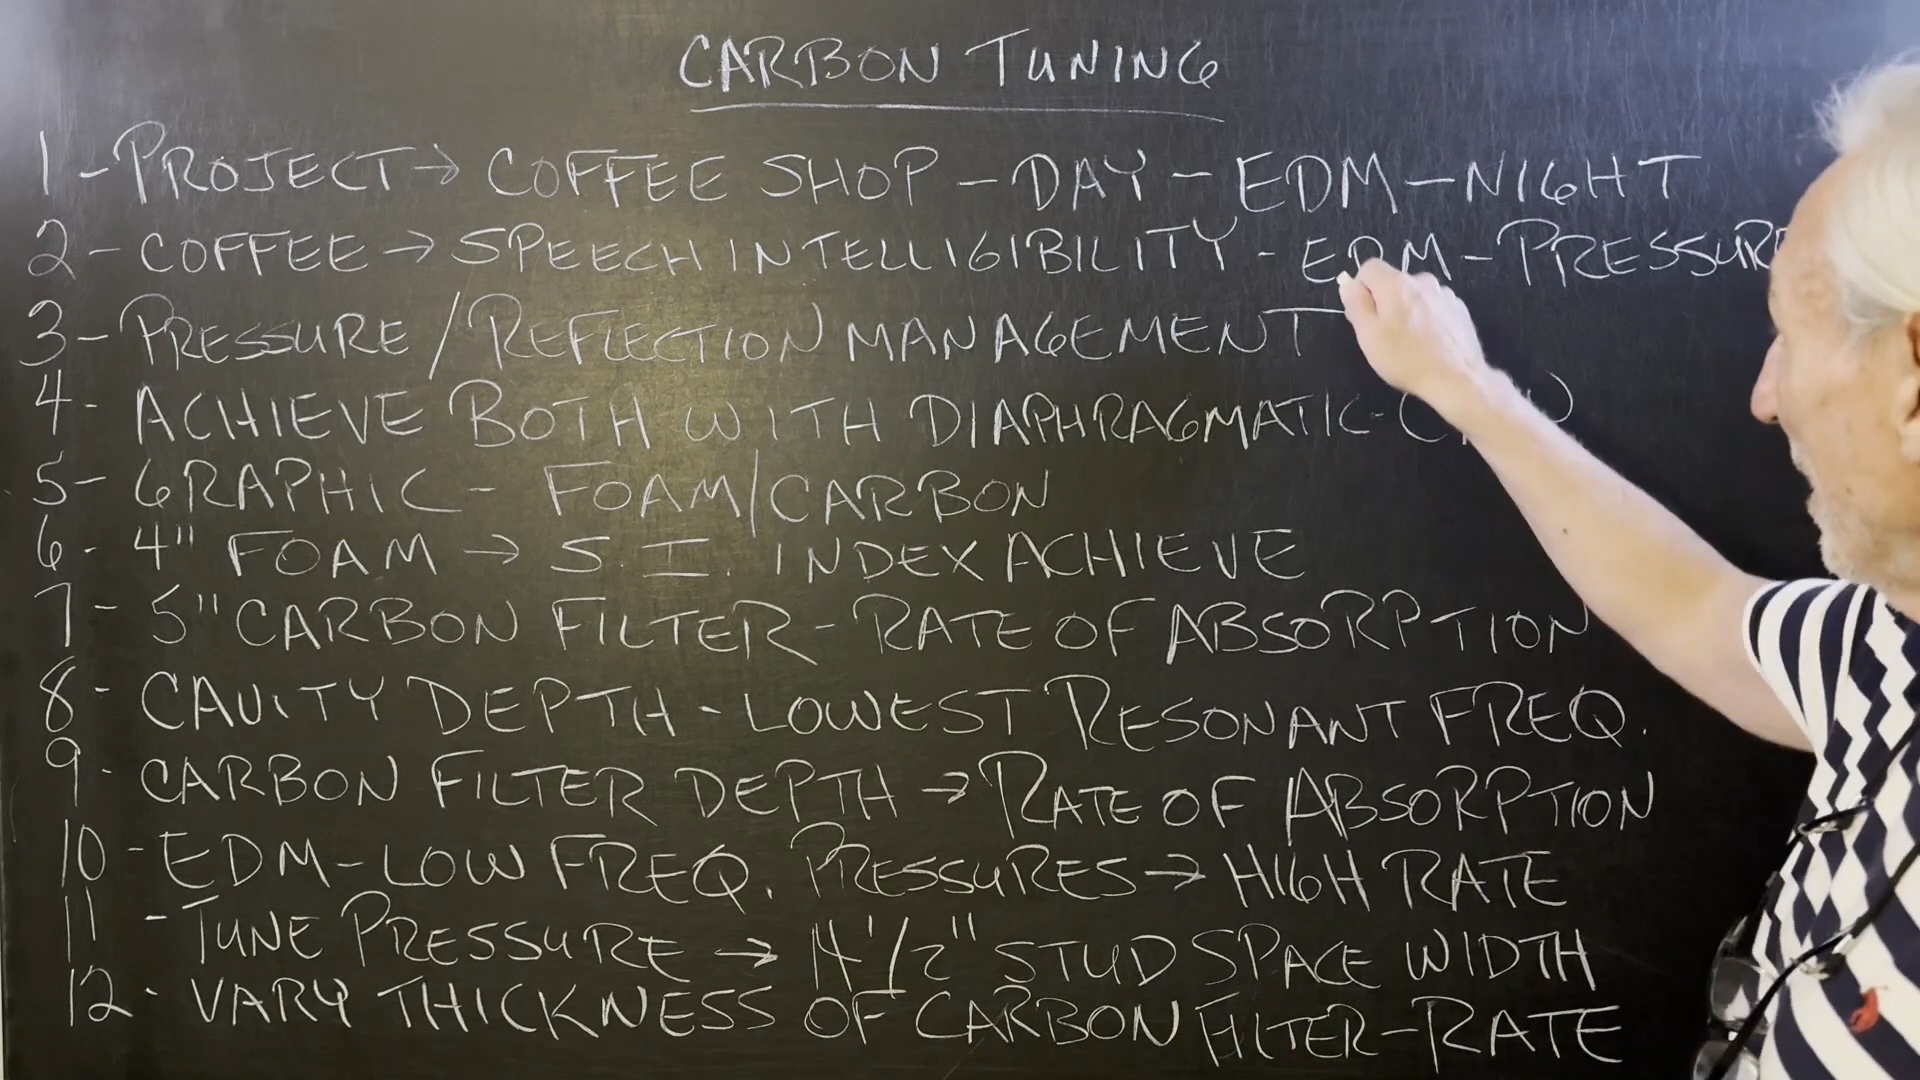 CARBON TUNING
1 - PROJECT → COFFEE SHOP - DAY - EDM - NIGHT
2 - COFFEE → SPEECH INTELLIGIBILITY - EDM - PRESSURE
3 - PRESSURE / REFLECTION MANAGEMENT
4 - ACHIEVE BOTH WITH DIAPHRAGMATIC -
5 - GRAPHIC - FOAM/CARBON
6 - 4" FOAM → S. I. INDEX ACHIEVE
7 - 5" CARBON FILTER - RATE OF ABSORPTION
8 - CAVITY DEPTH - LOWEST RESONANT FREQ.
9 - CARBON FILTER DEPTH → RATE OF ABSORPTION
10 - EDM - LOW FREQ. PRESSURES → HIGH RATE
11 - TUNE PRESSURE → 14 1/2" STUD SPACE WIDTH
12 - VARY THICKNESS OF CARBON FILTER - RATE